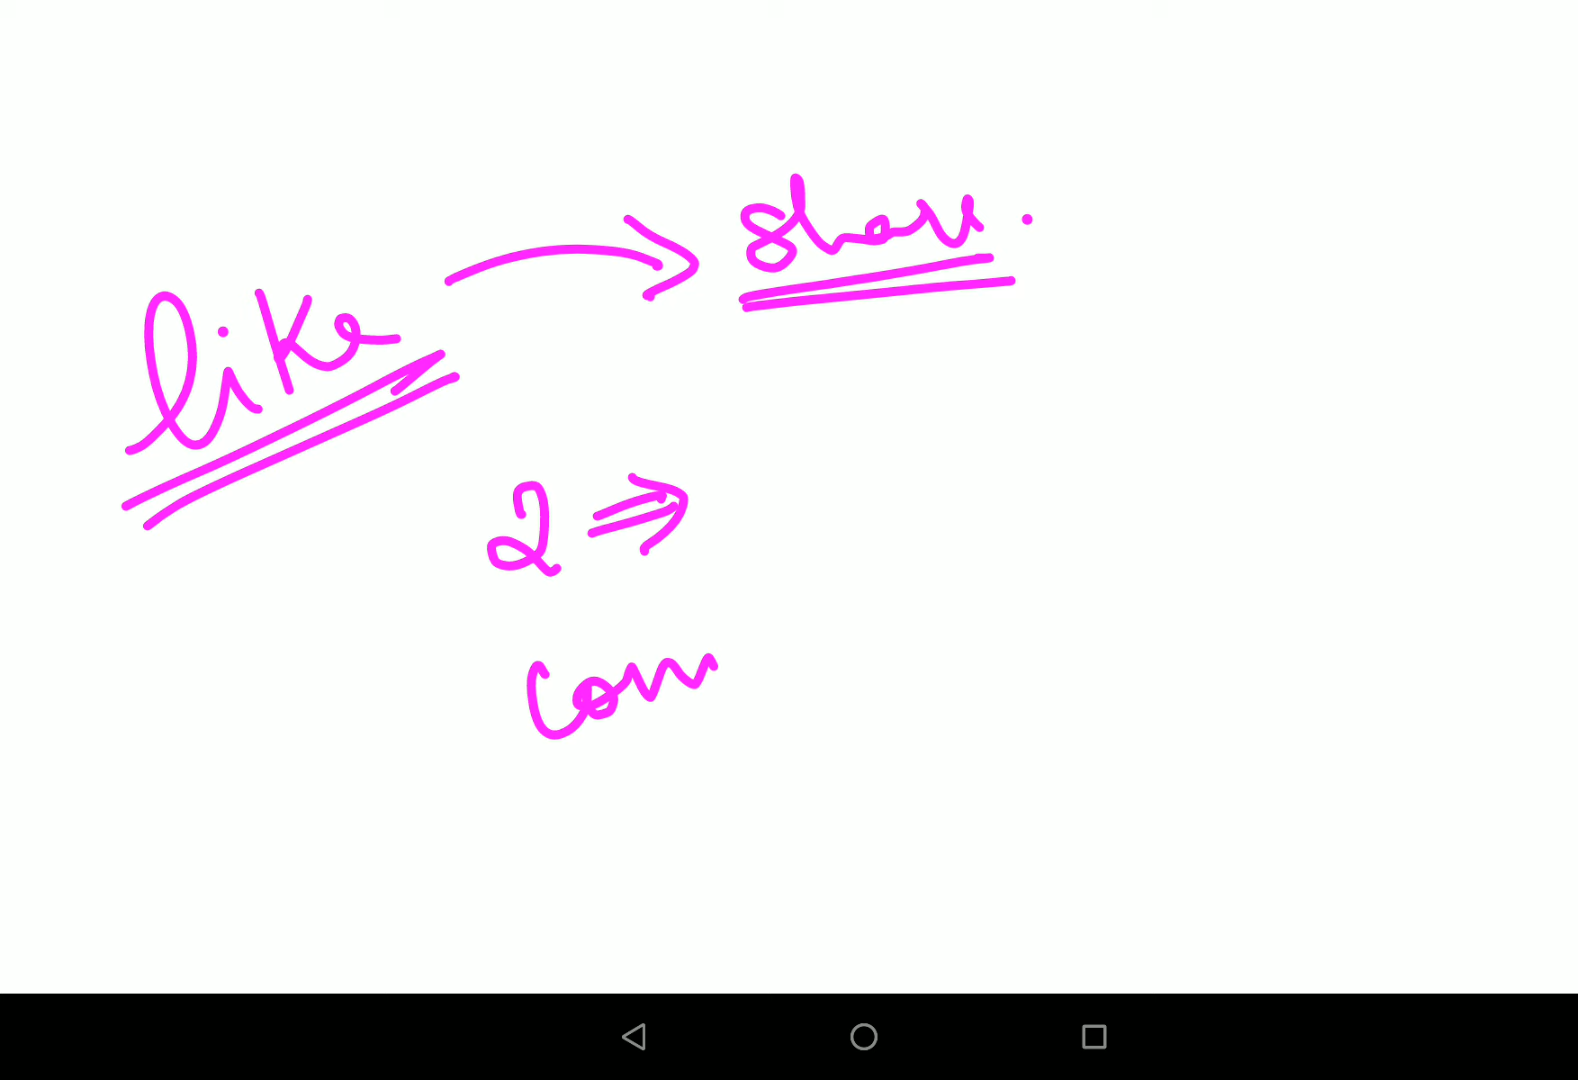 like → share.
2 ⇒
com